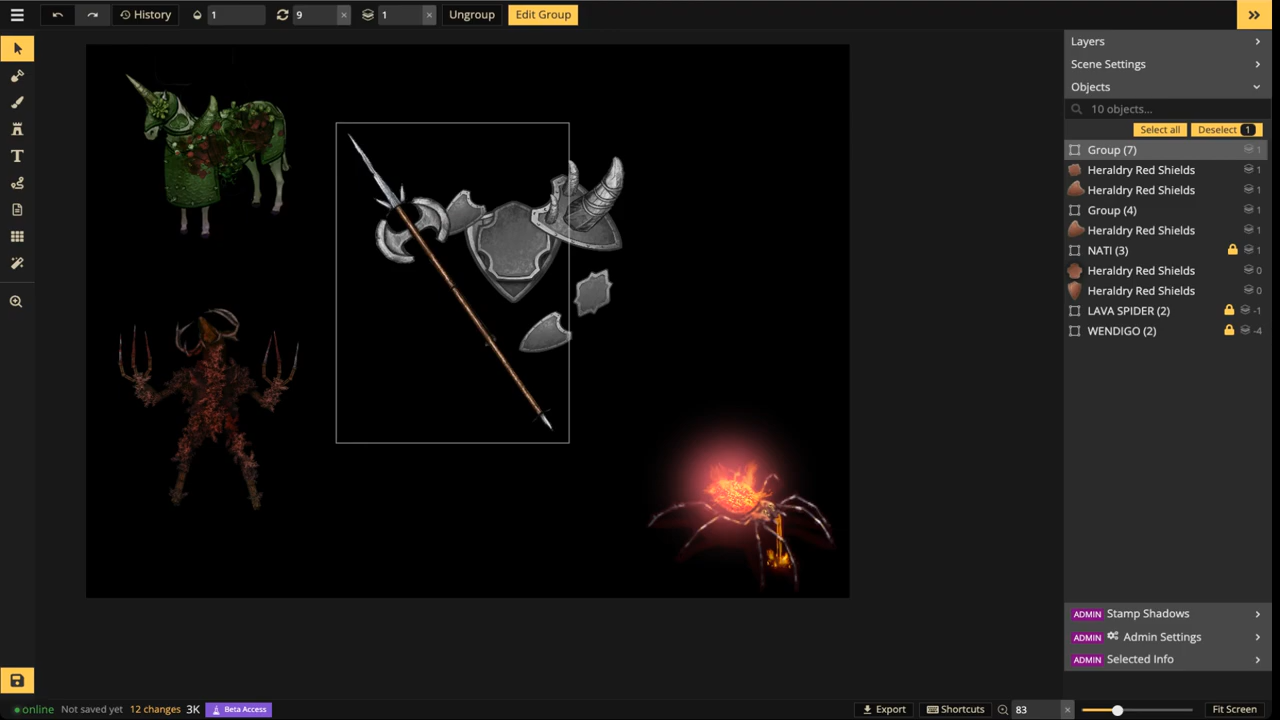 History 1 9 × 1 × Ungroup Edit Group
Layers
Scene Settings
Objects
10 objects...
Select all Deselect 1
Group (7) 1
Heraldry Red Shields 1
Heraldry Red Shields 1
Group (4) 1
Heraldry Red Shields 1
NATI (3) 1
Heraldry Red Shields 0
Heraldry Red Shields 0
LAVA SPIDER (2) -1
WENDIGO (2) -4
ADMIN Stamp Shadows
ADMIN Admin Settings
ADMIN Selected Info
online Not saved yet 12 changes 3K Beta Access Export Shortcuts 83 × Fit Screen